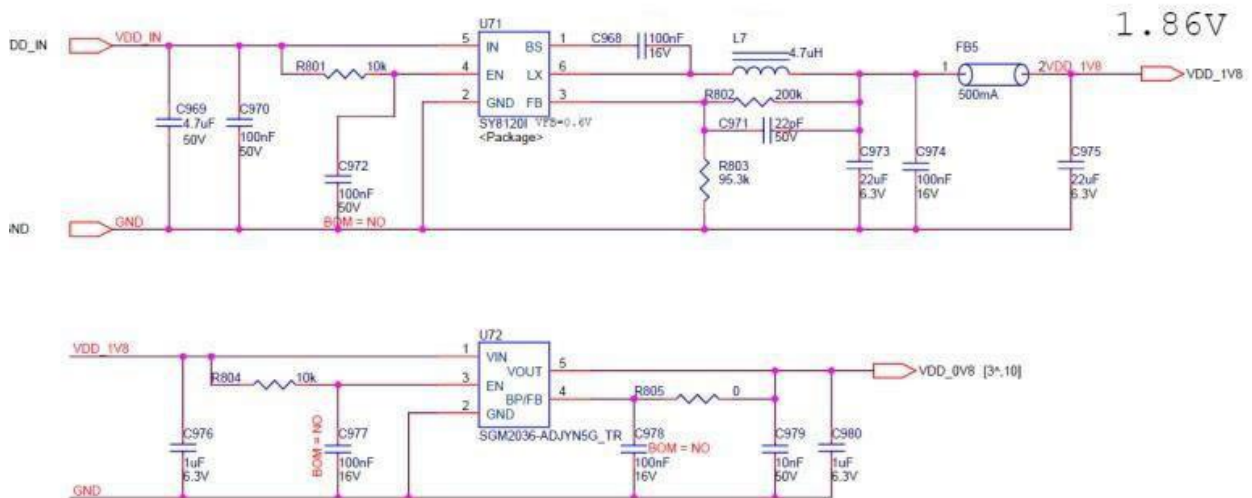 1.86V
DD_IN
VDD_IN
U71
5 IN BS 1
C968
100nF
16V
L7
4.7uH
FB5
1
2
VDD_1V8
VDD_1V8
500mA
R801
10k
4 EN LX 6
2 GND FB 3
SY8120I
VFB=0.6V
<Package>
R802
200k
C971
22pF
50V
C969
4.7uF
50V
C970
100nF
50V
C972
100nF
50V
BOM = NO
R803
95.3k
C973
22uF
6.3V
C974
100nF
16V
C975
22uF
6.3V
GND
U72
VDD_1V8
1 VIN
VOUT 5
VDD_0V8 [3^,10]
R804
10k
3 EN
BP/FB 4
R805
0
2 GND
SGM2036-ADJYN5G_TR
C976
1uF
6.3V
BOM = NO
C977
100nF
16V
C978
BOM = NO
100nF
16V
C979
10nF
50V
C980
1uF
6.3V
GND